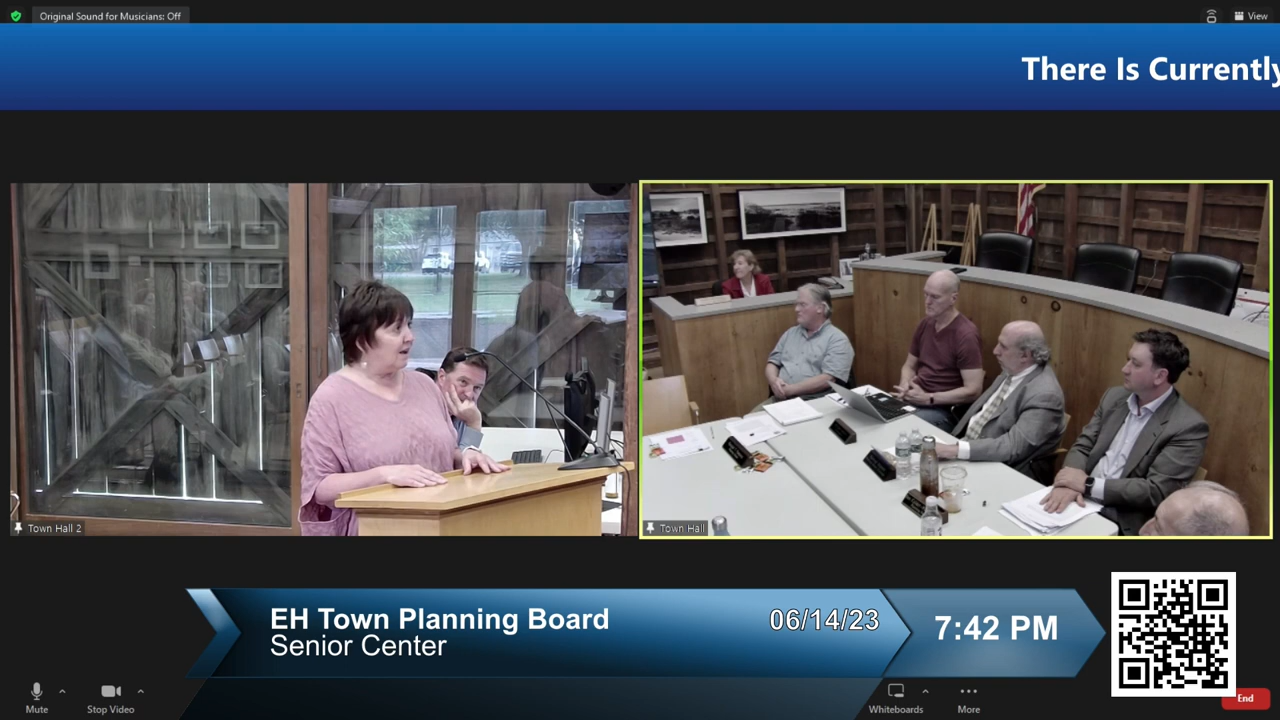 Original Sound for Musicians: Off
View
There Is Currently
Town Hall 2
Town Hall
EH Town Planning Board
Senior Center
06/14/23
7:42 PM
Mute
Stop Video
Whiteboards
More
End